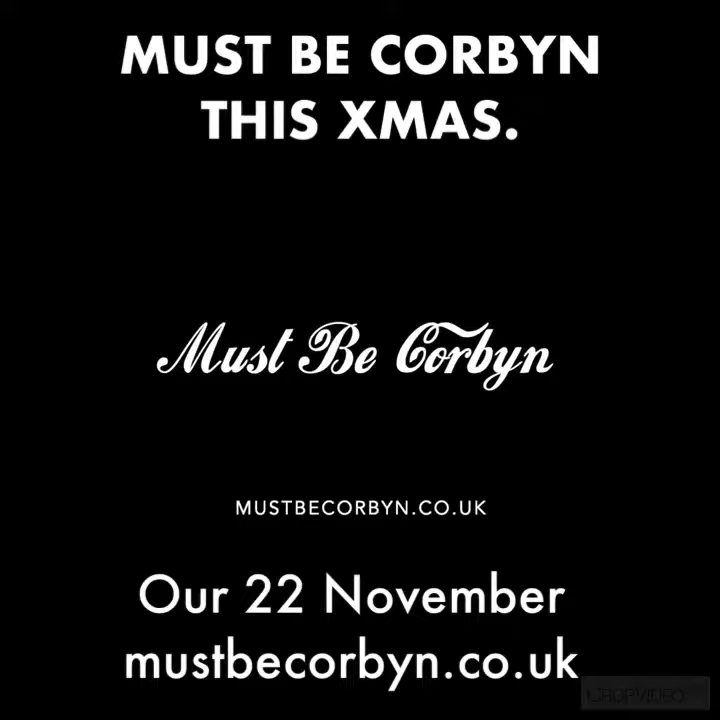 MUST BE CORBYN
THIS XMAS.
Must Be Corbyn
MUSTBECORBYN.CO.UK
Our 22 November
mustbecorbyn.co.uk